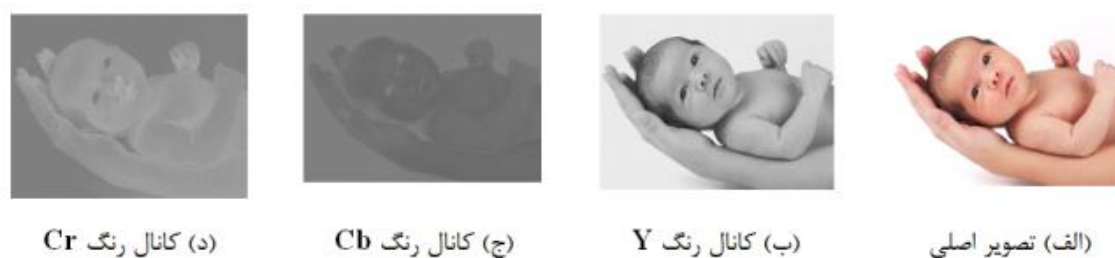 (الف) تصویر اصلی
(ب) کانال رنگ Y
(ج) کانال رنگ Cb
(د) کانال رنگ Cr